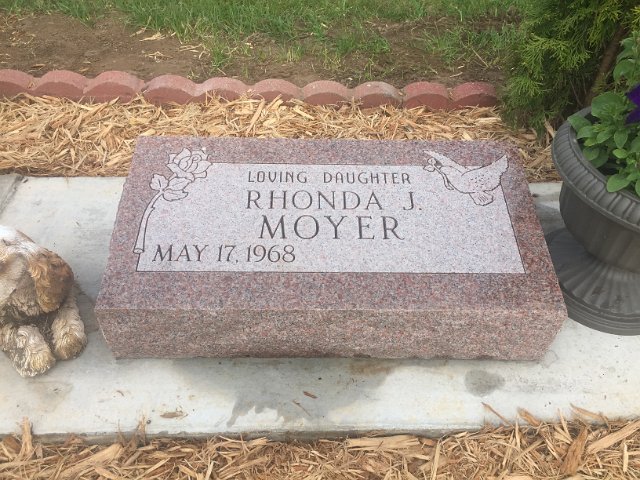 LOVING DAUGHTER
RHONDA J.
MOYER
MAY 17, 1968